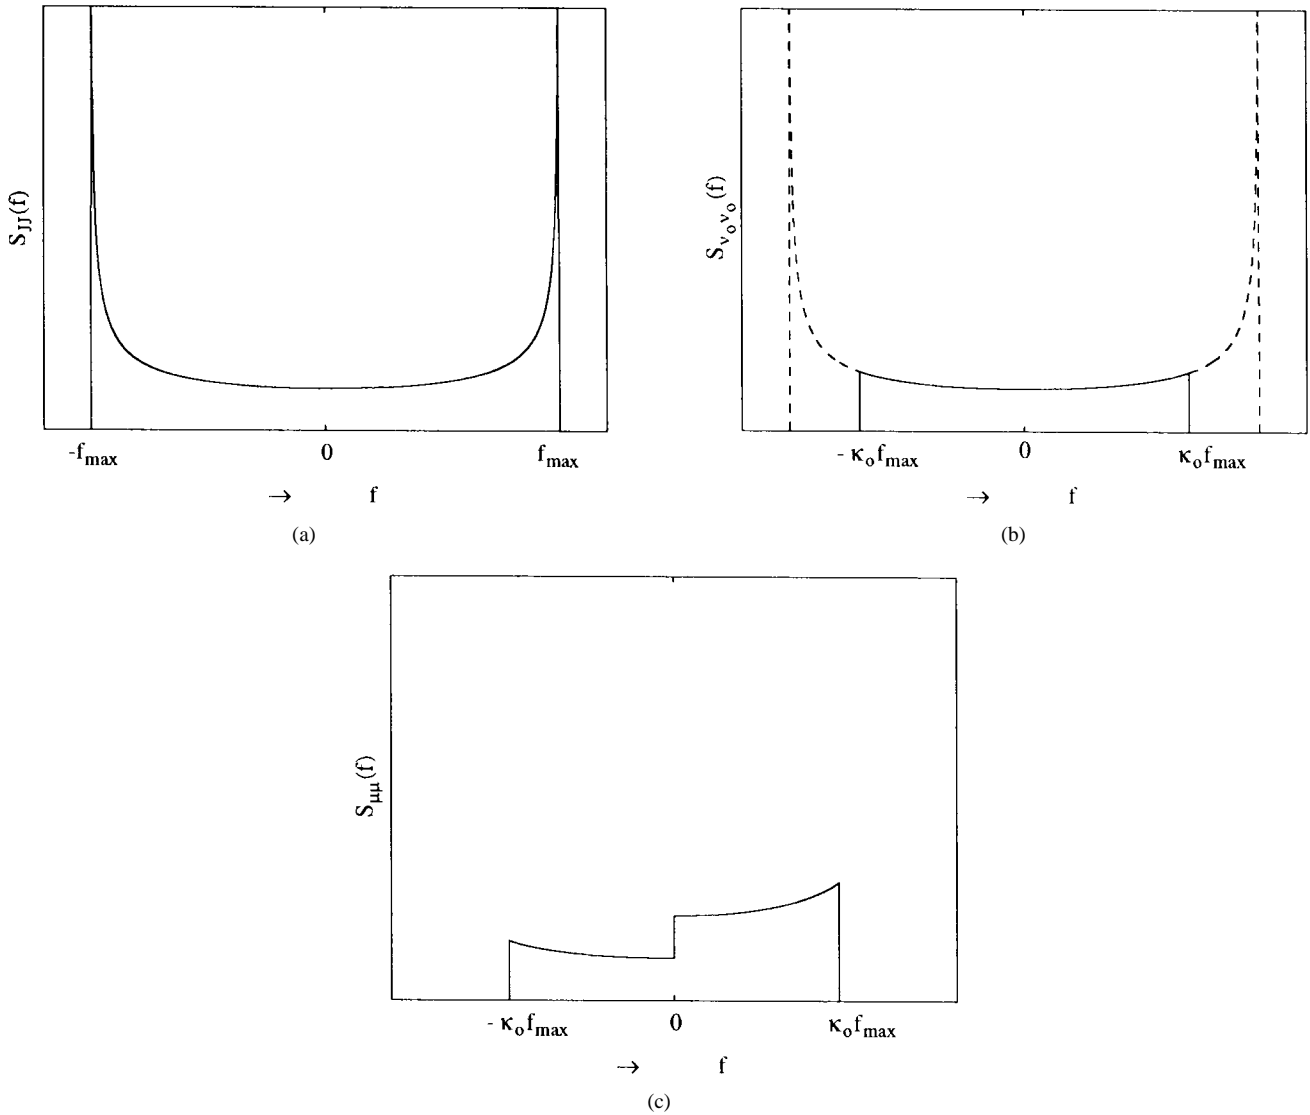 S_JJ(f)
-f_max 0 f_max
→ f
(a)
S_ν_oν_o(f)
- κ_o f_max 0 κ_o f_max
→ f
(b)
S_μμ(f)
- κ_o f_max 0 κ_o f_max
→ f
(c)